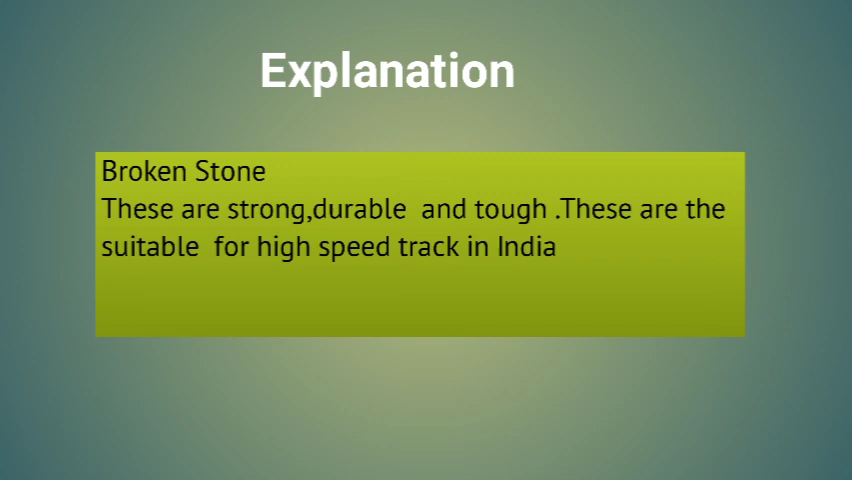 Explanation
Broken Stone
These are strong,durable  and tough .These are the
suitable  for high speed track in India